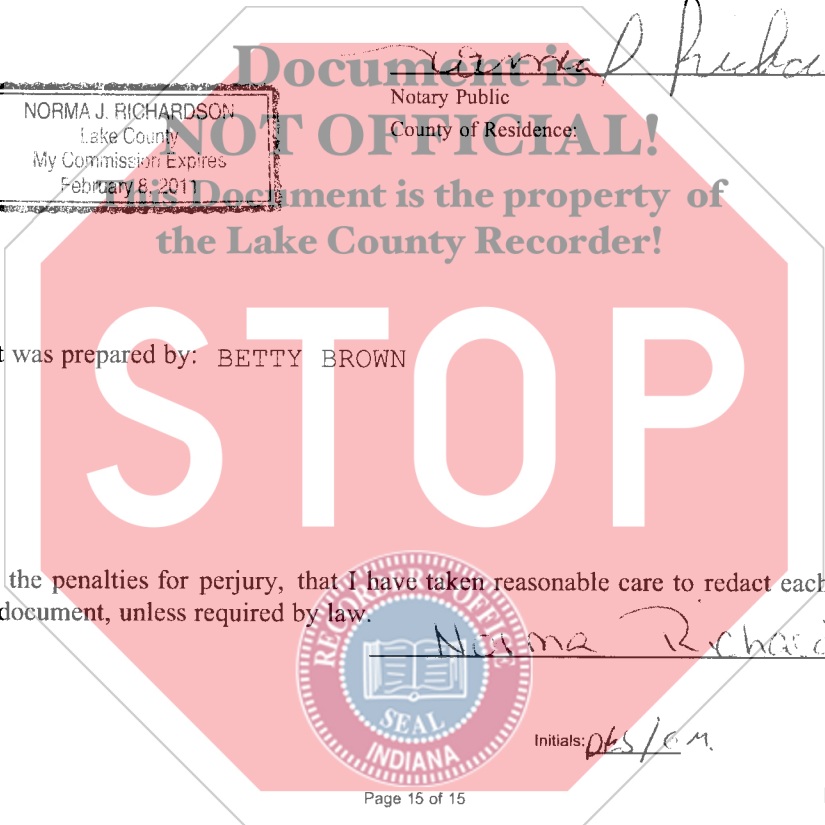 Document is
Notary Public
NORMA J. RICHARDSON
Lake County
My Commission Expires
February 8, 2011
NOT OFFICIAL!
County of Residence:
This Document is the property of
the Lake County Recorder!
STOP
t was prepared by: BETTY BROWN
the penalties for perjury, that I have taken reasonable care to redact each
document, unless required by law.
Norma Richard
RECORDER'S OFFICE
SEAL
INDIANA
Initials:
Page 15 of 15